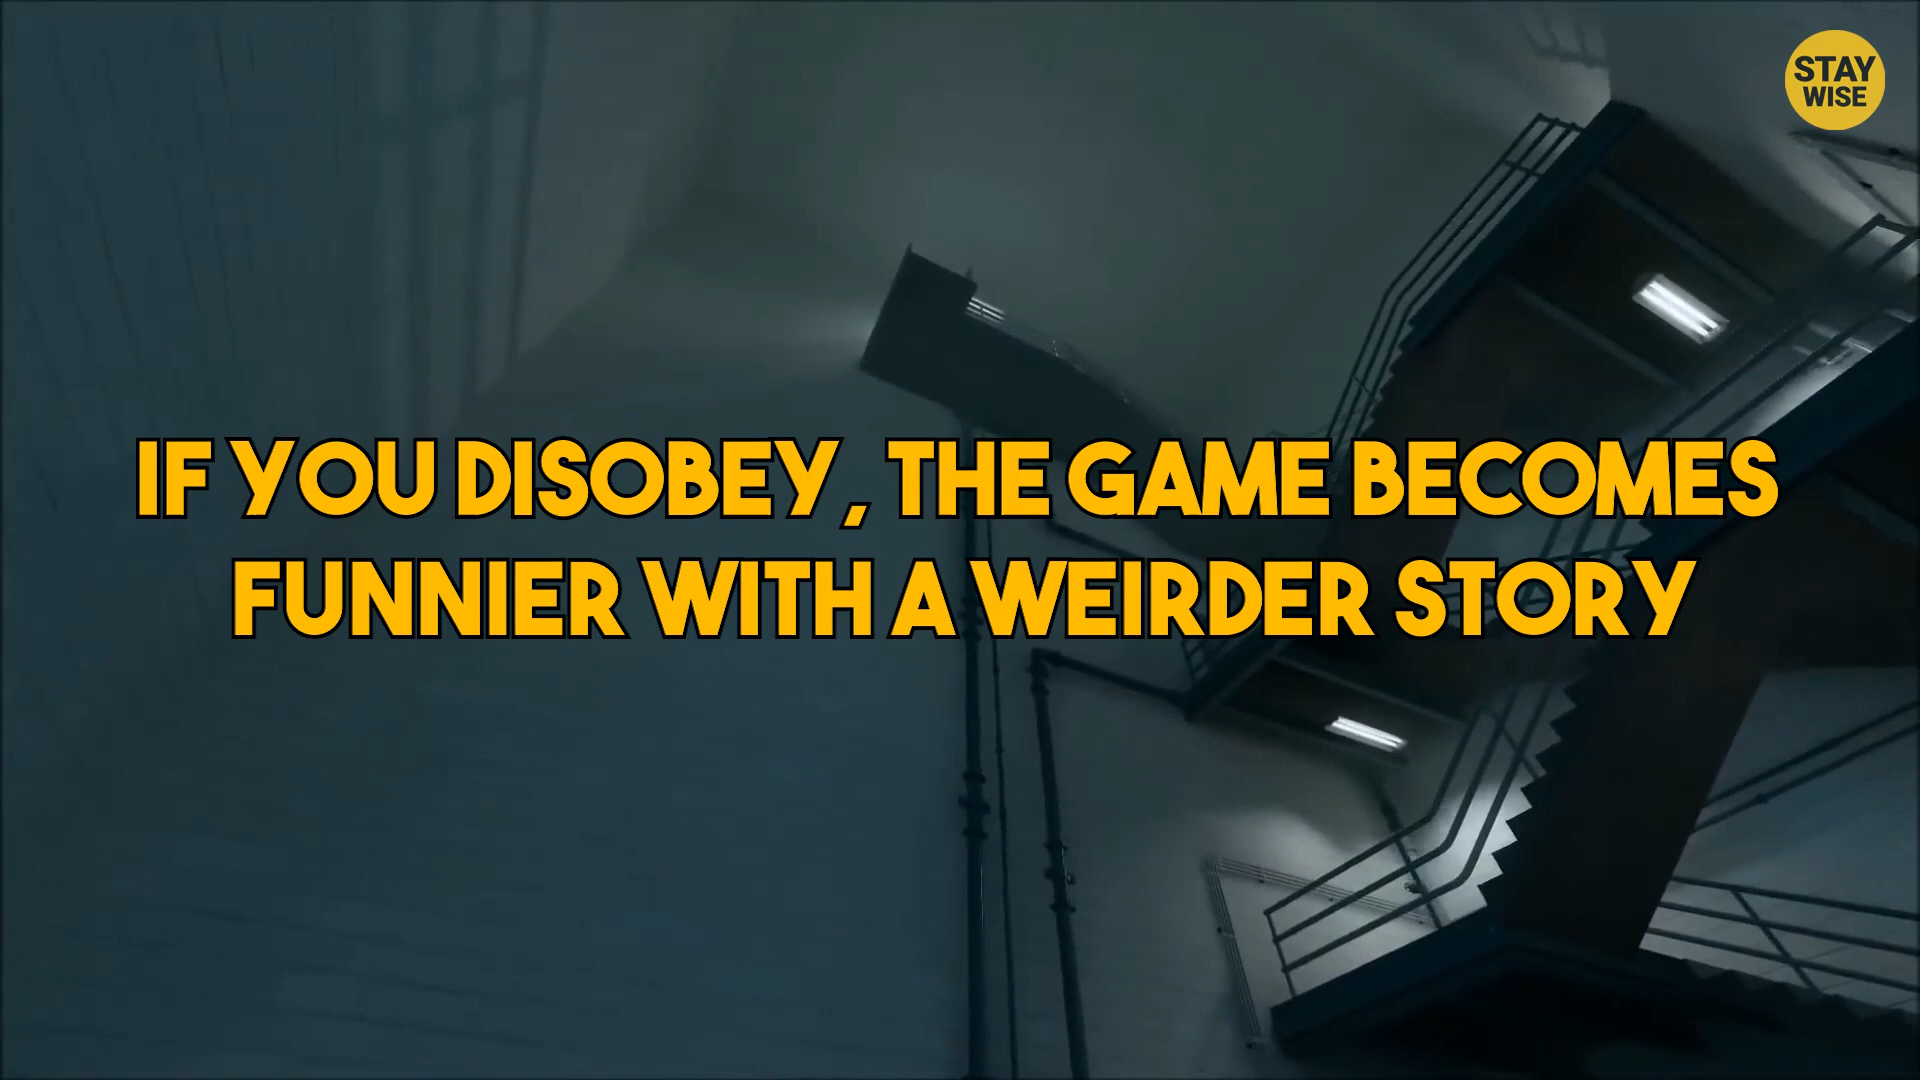 STAY
WISE
IF YOU DISOBEY, THE GAME BECOMES
FUNNIER WITH A WEIRDER STORY